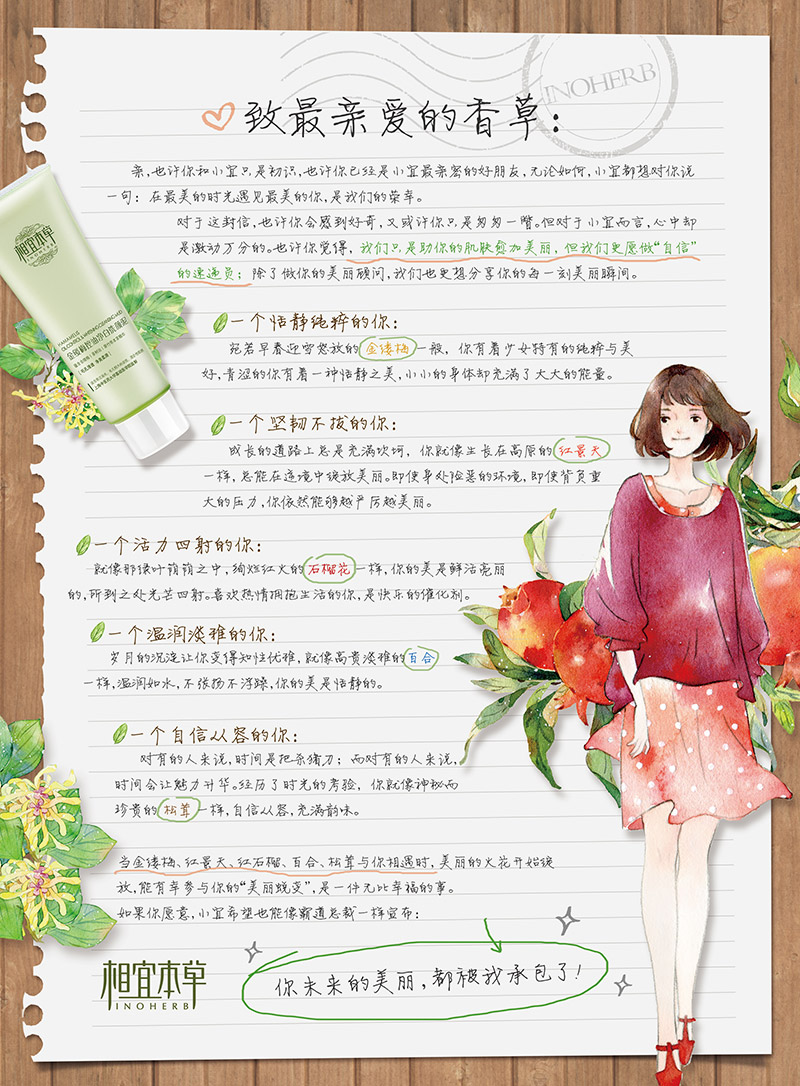 INOHERB
致最亲爱的香草：
亲，也许你和小宜只是初识，也许你已经是小宜最亲密的好朋友，无论如何，小宜都想对你说
一句：在最美的时光遇见最美的你，是我们的荣幸。
对于这封信，也许你会感到好奇，又或许你只是匆匆一瞥。但对于小宜而言，心中却
是激动万分的。也许你觉得，我们只是助你的肌肤愈加美丽，但我们更愿做“自信”
的速递员；除了做你的美丽顾问，我们也更想分享你的每一刻美丽瞬间。
相宜本草
INOHERB
一个恬静纯粹的你：
宛若早春迎雪怒放的金缕梅一般，你有着少女特有的纯粹与美
好，青涩的你有着一种恬静之美，小小的身体却充满了大大的能量。
一个坚韧不拔的你：
成长的道路上总是充满坎坷，你就像生长在高原的红景天
一样，总能在逆境中绽放美丽。即使身处险恶的环境，即使背负重
大的压力，你依然能够越严厉越美丽。
一个活力四射的你：
就像那绿叶锁锁之中，绚烂红火的石榴花一样，你的美是鲜活亮丽
的，所到之处光芒四射。喜欢热情拥抱生活的你，是快乐的催化剂。
一个温润淡雅的你：
岁月的沉淀让你变得知性优雅，就像高贵淡雅的百合
一样，温润如水，不张扬不浮躁，你的美是恬静的。
一个自信从容的你：
对有的人来说，时间是把杀猪刀；而对有的人来说，
时间会让魅力升华。经历了时光的考验，你就像神秘而
珍贵的松茸一样，自信从容，充满韵味。
当金缕梅、红景天、红石榴、百合、松茸与你相遇时，美丽的火花开始绽
放，能有幸参与你的“美丽蜕变”，是一件无比幸福的事。
如果你愿意，小宜希望也能像霸道总裁一样宣布：
相宜本草
INOHERB
你未来的美丽，都被我承包了！